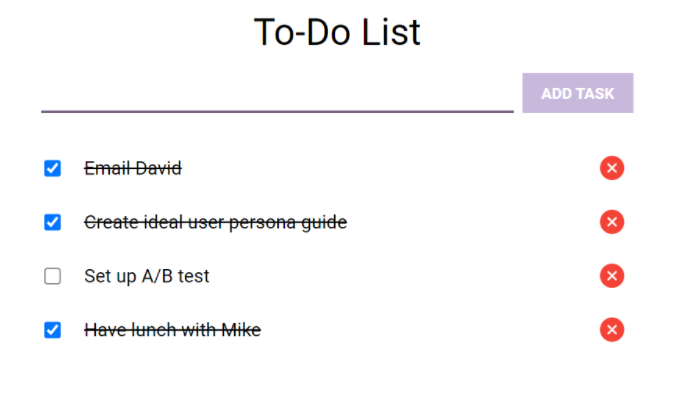 To-Do List
ADD TASK
Email David
Create ideal user persona guide
Set up A/B test
Have lunch with Mike